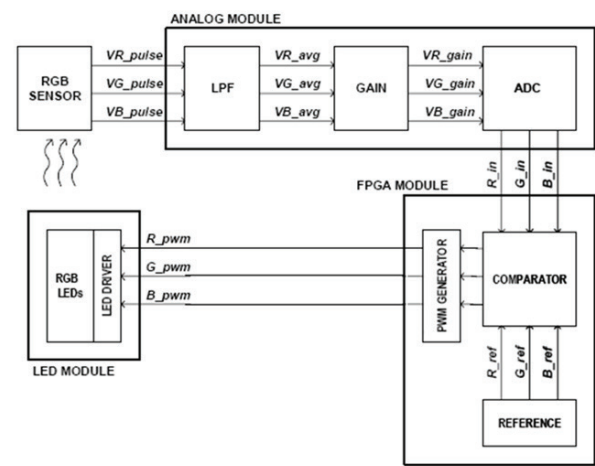 ANALOG MODULE
RGB
SENSOR
VR_pulse
VG_pulse
VB_pulse
LPF
VR_avg
VG_avg
VB_avg
GAIN
VR_gain
VG_gain
VB_gain
ADC
R_in
G_in
B_in
FPGA MODULE
RGB
LEDs
LED DRIVER
R_pwm
G_pwm
B_pwm
PWM GENERATOR
COMPARATOR
R_ref
G_ref
B_ref
REFERENCE
LED MODULE